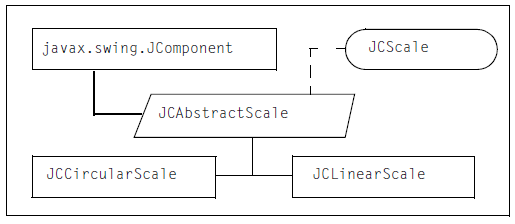 javax.swing.JComponent
JCScale
JCAbstractScale
JCCircularScale
JCLinearScale